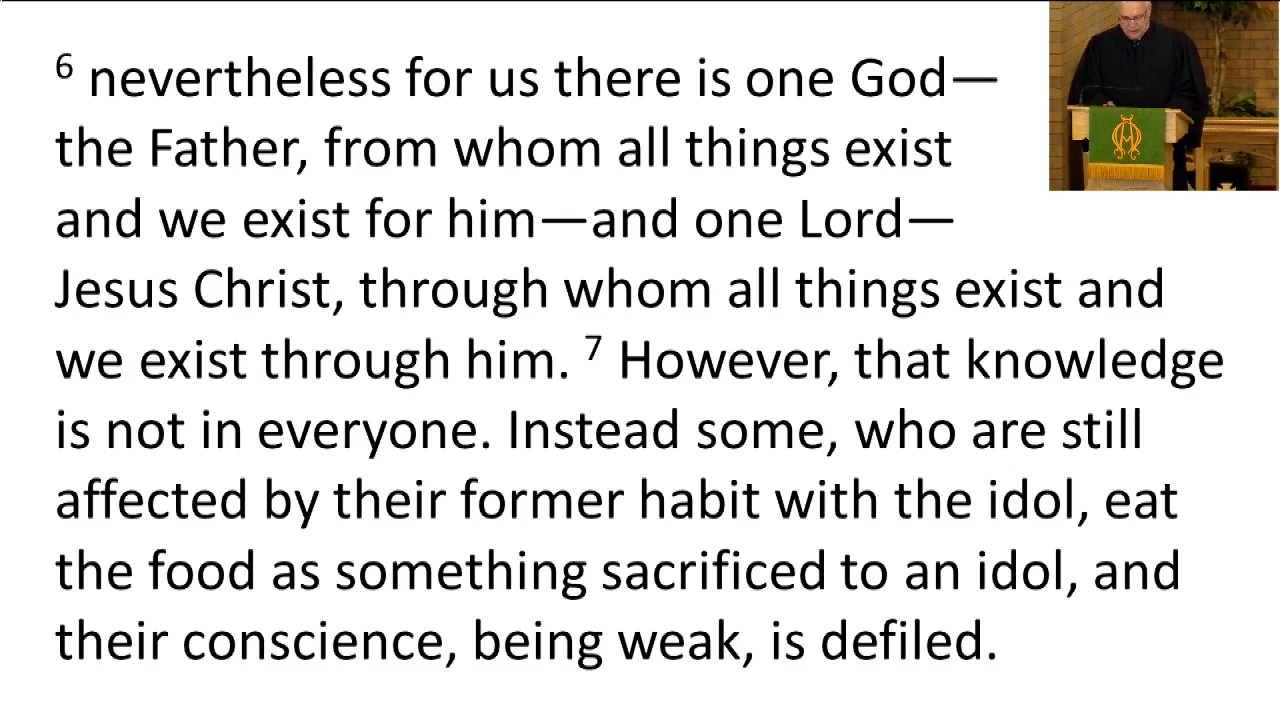 ⁶ nevertheless for us there is one God—
the Father, from whom all things exist
and we exist for him—and one Lord—
Jesus Christ, through whom all things exist and
we exist through him. ⁷ However, that knowledge
is not in everyone. Instead some, who are still
affected by their former habit with the idol, eat
the food as something sacrificed to an idol, and
their conscience, being weak, is defiled.